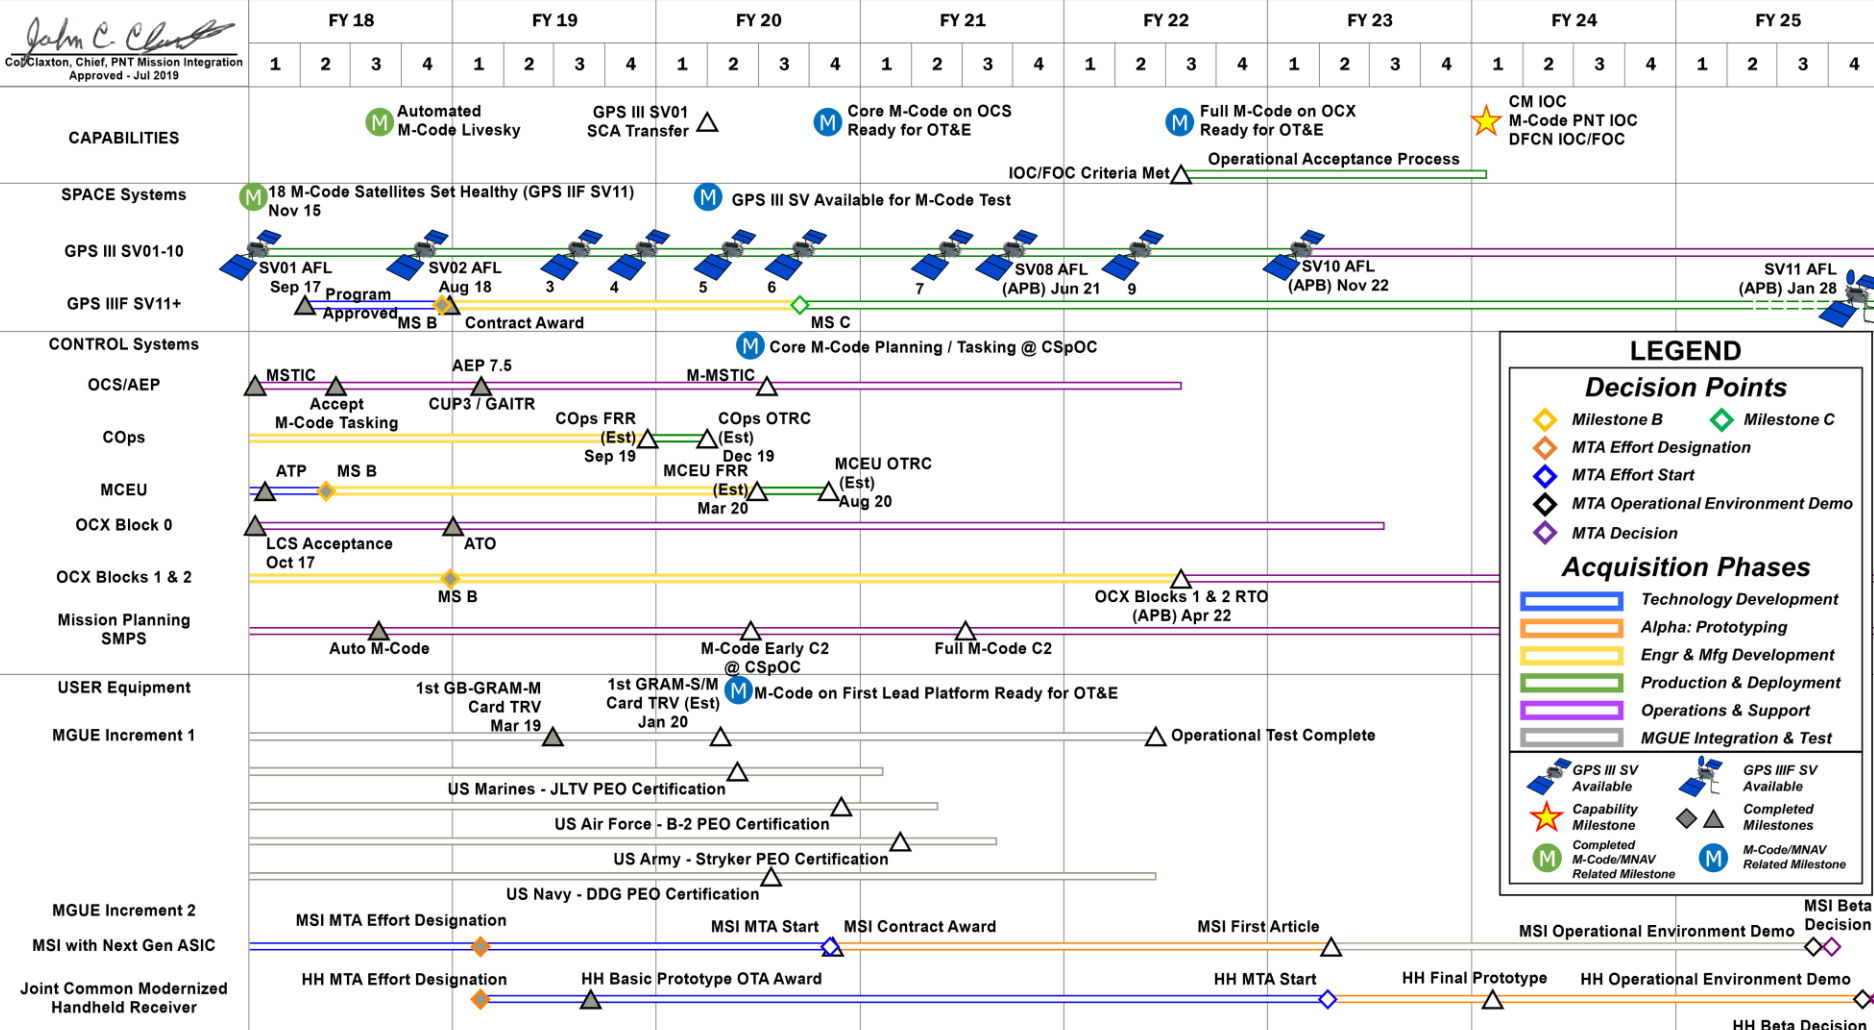 FY 18 FY 19 FY 20 FY 21 FY 22 FY 23 FY 24 FY 25
John C. Claxton
Col Claxton, Chief, PNT Mission Integration
Approved - Jul 2019
1 2 3 4 1 2 3 4 1 2 3 4 1 2 3 4 1 2 3 4 1 2 3 4 1 2 3 4 1 2 3 4
CAPABILITIES
M Automated
M-Code Livesky
GPS III SV01
SCA Transfer
M Core M-Code on OCS
Ready for OT&E
M Full M-Code on OCX
Ready for OT&E
CM IOC
M-Code PNT IOC
DFCN IOC/FOC
IOC/FOC Criteria Met
Operational Acceptance Process
SPACE Systems
M 18 M-Code Satellites Set Healthy (GPS IIF SV11)
Nov 15
M GPS III SV Available for M-Code Test
GPS III SV01-10
SV01 AFL
Sep 17
SV02 AFL
Aug 18
3
4
5
6
7
SV08 AFL
(APB) Jun 21
9
SV10 AFL
(APB) Nov 22
SV11 AFL
(APB) Jan 28
GPS IIIF SV11+
Program
Approved
MS B
Contract Award
MS C
CONTROL Systems
M Core M-Code Planning / Tasking @ CSpOC
OCS/AEP
MSTIC
Accept
M-Code Tasking
AEP 7.5
CUP3 / GAITR
M-MSTIC
COps
COps FRR
(Est)
Sep 19
COps OTRC
(Est)
Dec 19
MCEU
ATP
MS B
MCEU FRR
(Est)
Mar 20
MCEU OTRC
(Est)
Aug 20
OCX Block 0
LCS Acceptance
Oct 17
ATO
OCX Blocks 1 & 2
MS B
OCX Blocks 1 & 2 RTO
(APB) Apr 22
Mission Planning
SMPS
Auto M-Code
M-Code Early C2
@ CSpOC
Full M-Code C2
USER Equipment
M M-Code on First Lead Platform Ready for OT&E
MGUE Increment 1
1st GB-GRAM-M
Card TRV
Mar 19
1st GRAM-S/M
Card TRV (Est)
Jan 20
Operational Test Complete
US Marines - JLTV PEO Certification
US Air Force - B-2 PEO Certification
US Army - Stryker PEO Certification
US Navy - DDG PEO Certification
MGUE Increment 2
MSI with Next Gen ASIC
MSI MTA Effort Designation
MSI MTA Start
MSI Contract Award
MSI First Article
MSI Operational Environment Demo
MSI Beta
Decision
Joint Common Modernized
Handheld Receiver
HH MTA Effort Designation
HH Basic Prototype OTA Award
HH MTA Start
HH Final Prototype
HH Operational Environment Demo
HH Beta Decision
LEGEND
Decision Points
Milestone B
Milestone C
MTA Effort Designation
MTA Effort Start
MTA Operational Environment Demo
MTA Decision
Acquisition Phases
Technology Development
Alpha: Prototyping
Engr & Mfg Development
Production & Deployment
Operations & Support
MGUE Integration & Test
GPS III SV
Available
GPS IIIF SV
Available
Capability
Milestone
Completed
Milestones
M Completed
M-Code/MNAV
Related Milestone
M M-Code/MNAV
Related Milestone